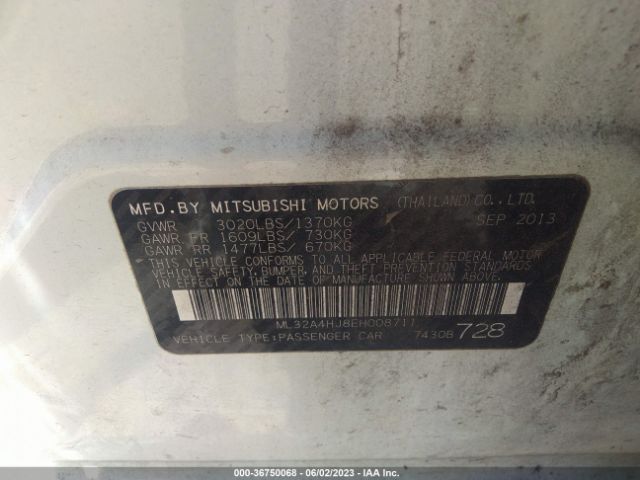 MFD.BY MITSUBISHI MOTORS (THAILAND) CO., LTD.
GVWR 3020LBS/1370KG SEP 2013
GAWR FR 1609LBS/ 730KG
GAWR RR 1477LBS/ 670KG
THIS VEHICLE CONFORMS TO ALL APPLICABLE FEDERAL MOTOR
VEHICLE SAFETY, BUMPER, AND THEFT PREVENTION STANDARDS
IN EFFECT ON THE DATE OF MANUFACTURE SHOWN ABOVE.
ML32A4HJ8EH008711
VEHICLE TYPE:PASSENGER CAR 7430B 728
000-36750068 - 06/02/2023 - COPYRIGHT IAA, INC.